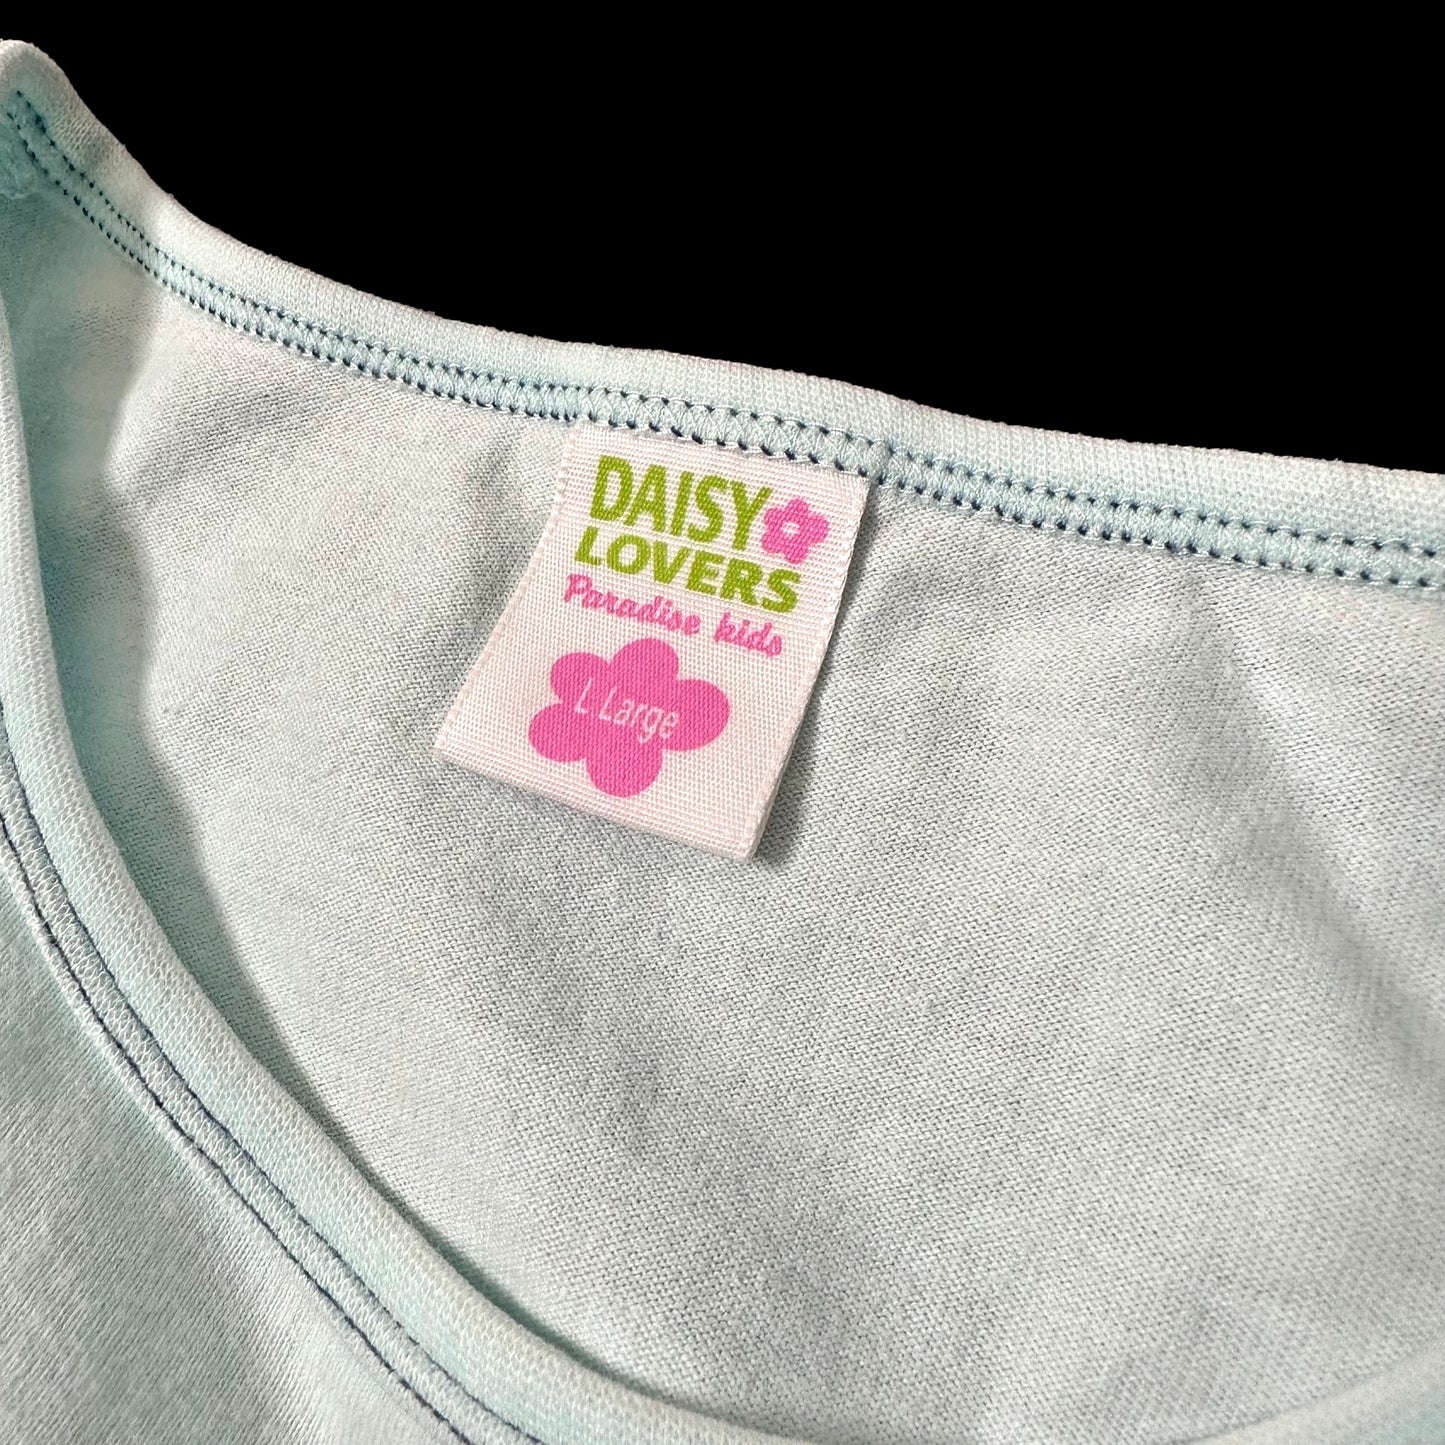 DAISY
LOVERS
Paradise kids
L Large